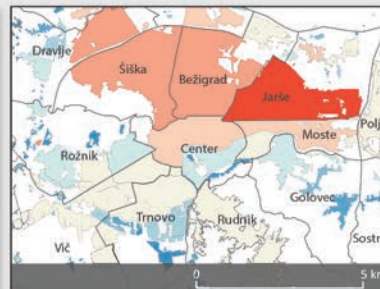 Dravlje
Šiška
Bežigrad
Jarše
Polj
Moste
Center
Rožnik
Golovec
Trnovo
Rudnik
Vič
Sostr
0 5 km